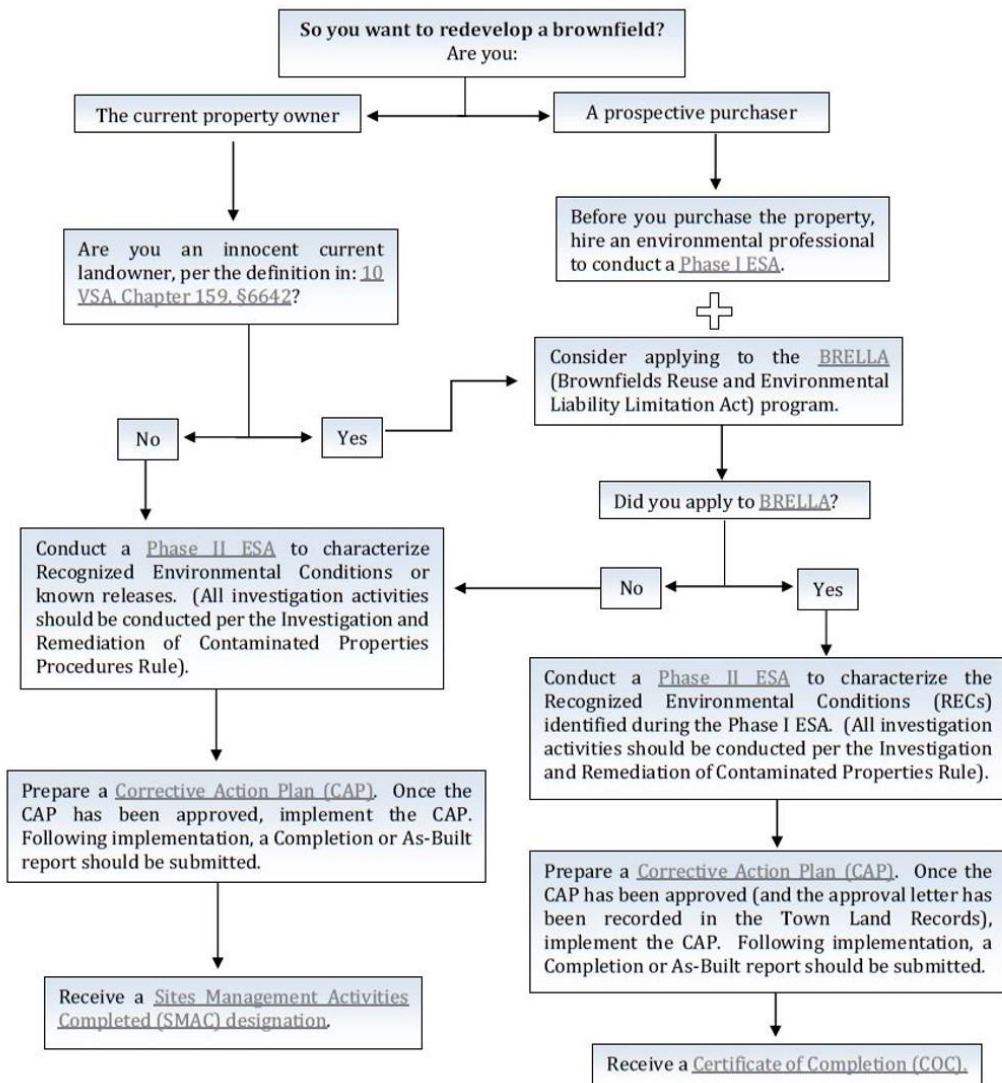 So you want to redevelop a brownfield?
Are you:
The current property owner
A prospective purchaser
Are you an innocent current
landowner, per the definition in: 10
VSA, Chapter 159, §6642?
Before you purchase the property,
hire an environmental professional
to conduct a Phase I ESA.
Consider applying to the BRELLA
(Brownfields Reuse and Environmental
Liability Limitation Act) program.
No
Yes
Did you apply to BRELLA?
No
Yes
Conduct a Phase II ESA to characterize
Recognized Environmental Conditions or
known releases. (All investigation activities
should be conducted per the Investigation and
Remediation of Contaminated Properties
Procedures Rule).
Conduct a Phase II ESA to characterize the
Recognized Environmental Conditions (RECs)
identified during the Phase I ESA. (All investigation
activities should be conducted per the Investigation
and Remediation of Contaminated Properties Rule).
Prepare a Corrective Action Plan (CAP). Once the
CAP has been approved, implement the CAP.
Following implementation, a Completion or As-Built
report should be submitted.
Prepare a Corrective Action Plan (CAP). Once the
CAP has been approved (and the approval letter has
been recorded in the Town Land Records),
implement the CAP. Following implementation, a
Completion or As-Built report should be submitted.
Receive a Sites Management Activities
Completed (SMAC) designation.
Receive a Certificate of Completion (COC).